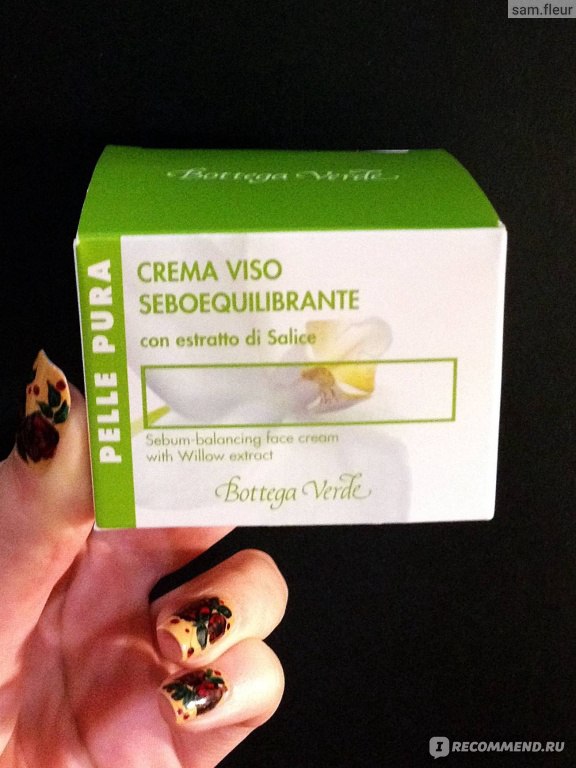 sam.fleur
Bottega Verde
PELLE PURA
CREMA VISO
SEBOEQUILIBRANTE
con estratto di Salice
Sebum-balancing face cream
with Willow extract
Bottega Verde
I RECOMMEND.RU